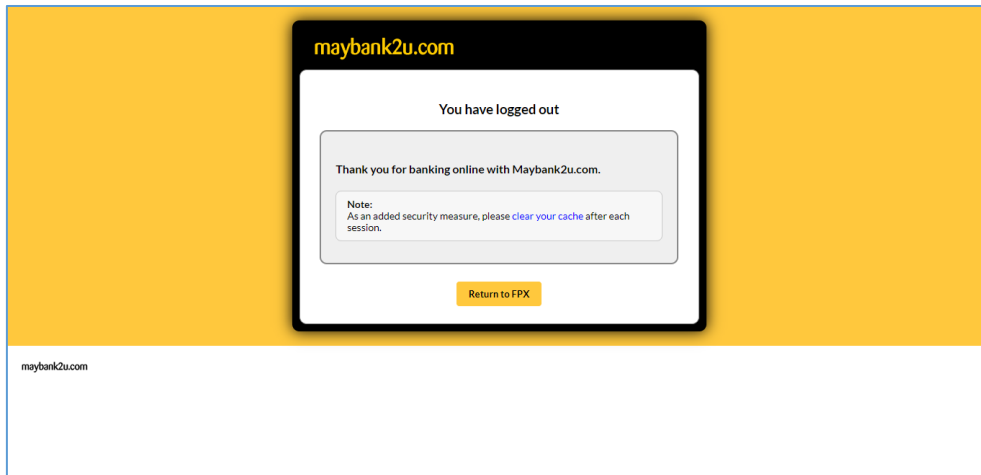 maybank2u.com
You have logged out
Thank you for banking online with Maybank2u.com.
Note:
As an added security measure, please clear your cache after each
session.
Return to FPX
maybank2u.com